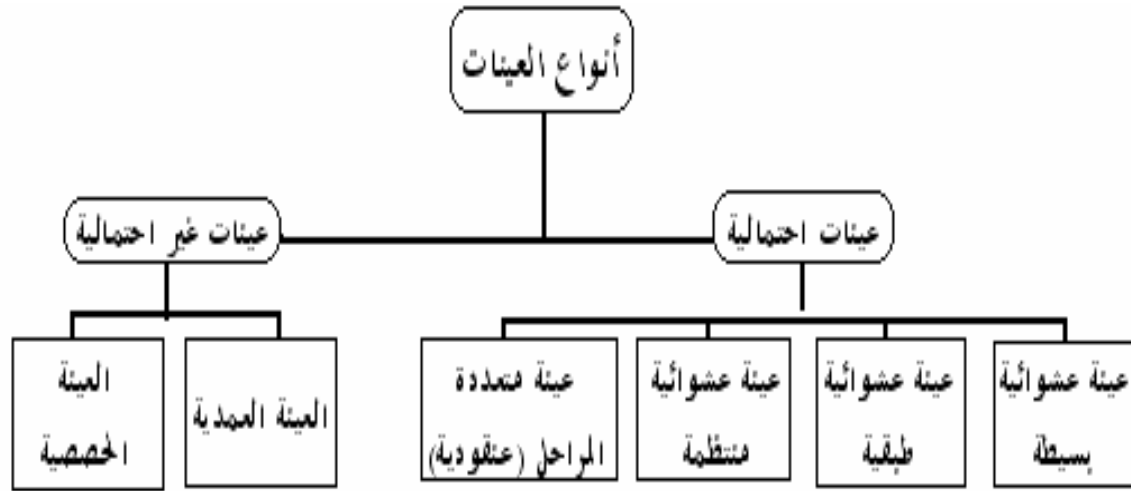 أنواع العينات
عينات احتمالية
عينات غير احتمالية
عينة عشوائية
بسيطة
عينة عشوائية
طبقية
عينة عشوائية
منتظمة
عينة متعددة
المراحل (عنقودية)
العينة العمدية
العينة
الحصصية